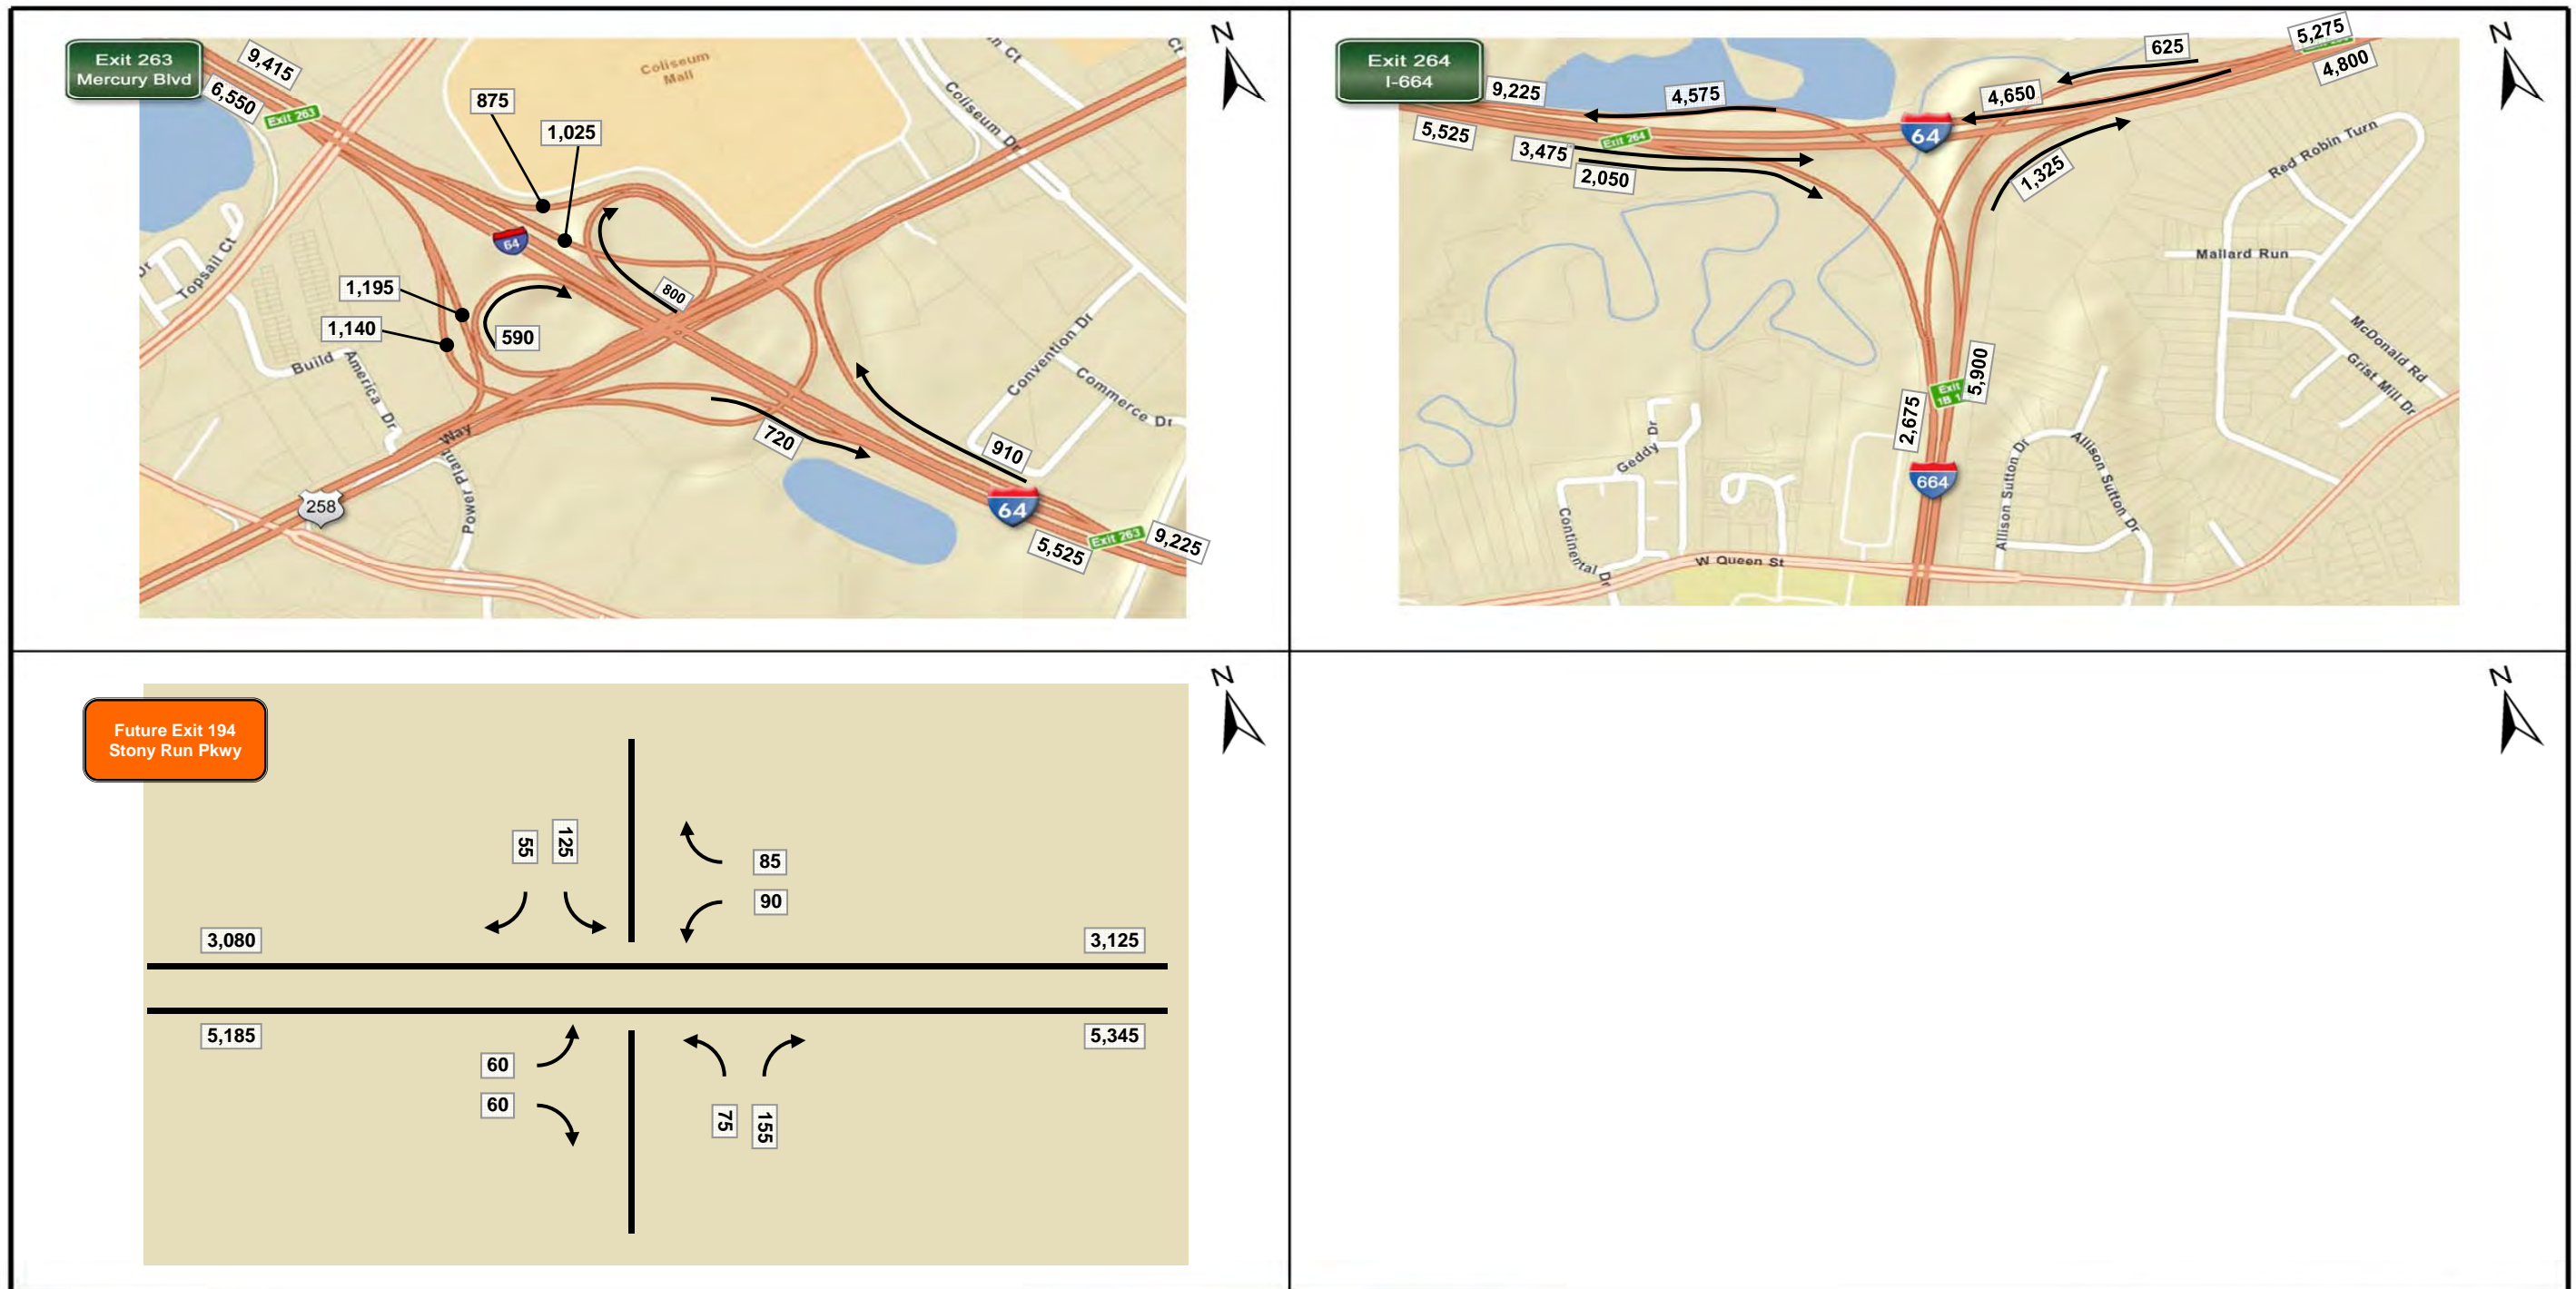 Exit 263
Mercury Blvd
9,415
6,550
Exit 263
875
1,025
Coliseum
Mall
Coliseum Dr
n Ct
Ct
N
64
Topsail Ct
Dr
1,195
1,140
590
800
Build America Dr
Convention Dr
Commerce Dr
720
910
Way
Power Plant
258
64
5,525
Exit 263
9,225
Exit 264
I-664
9,225
5,525
4,575
Exit 264
3,475
2,050
64
4,650
625
5,275
4,800
N
1,325
Red Robin Turn
Mallard Run
McDonald Rd
Grist Mill Dr
2,675
Exit
1B 1
5,900
664
Geddy Dr
Continental Dr
Allison Sutton Dr
Allison Sutton Dr
W Queen St
Future Exit 194
Stony Run Pkwy
N
55
125
85
90
3,080
3,125
5,185
5,345
60
60
75
155
N